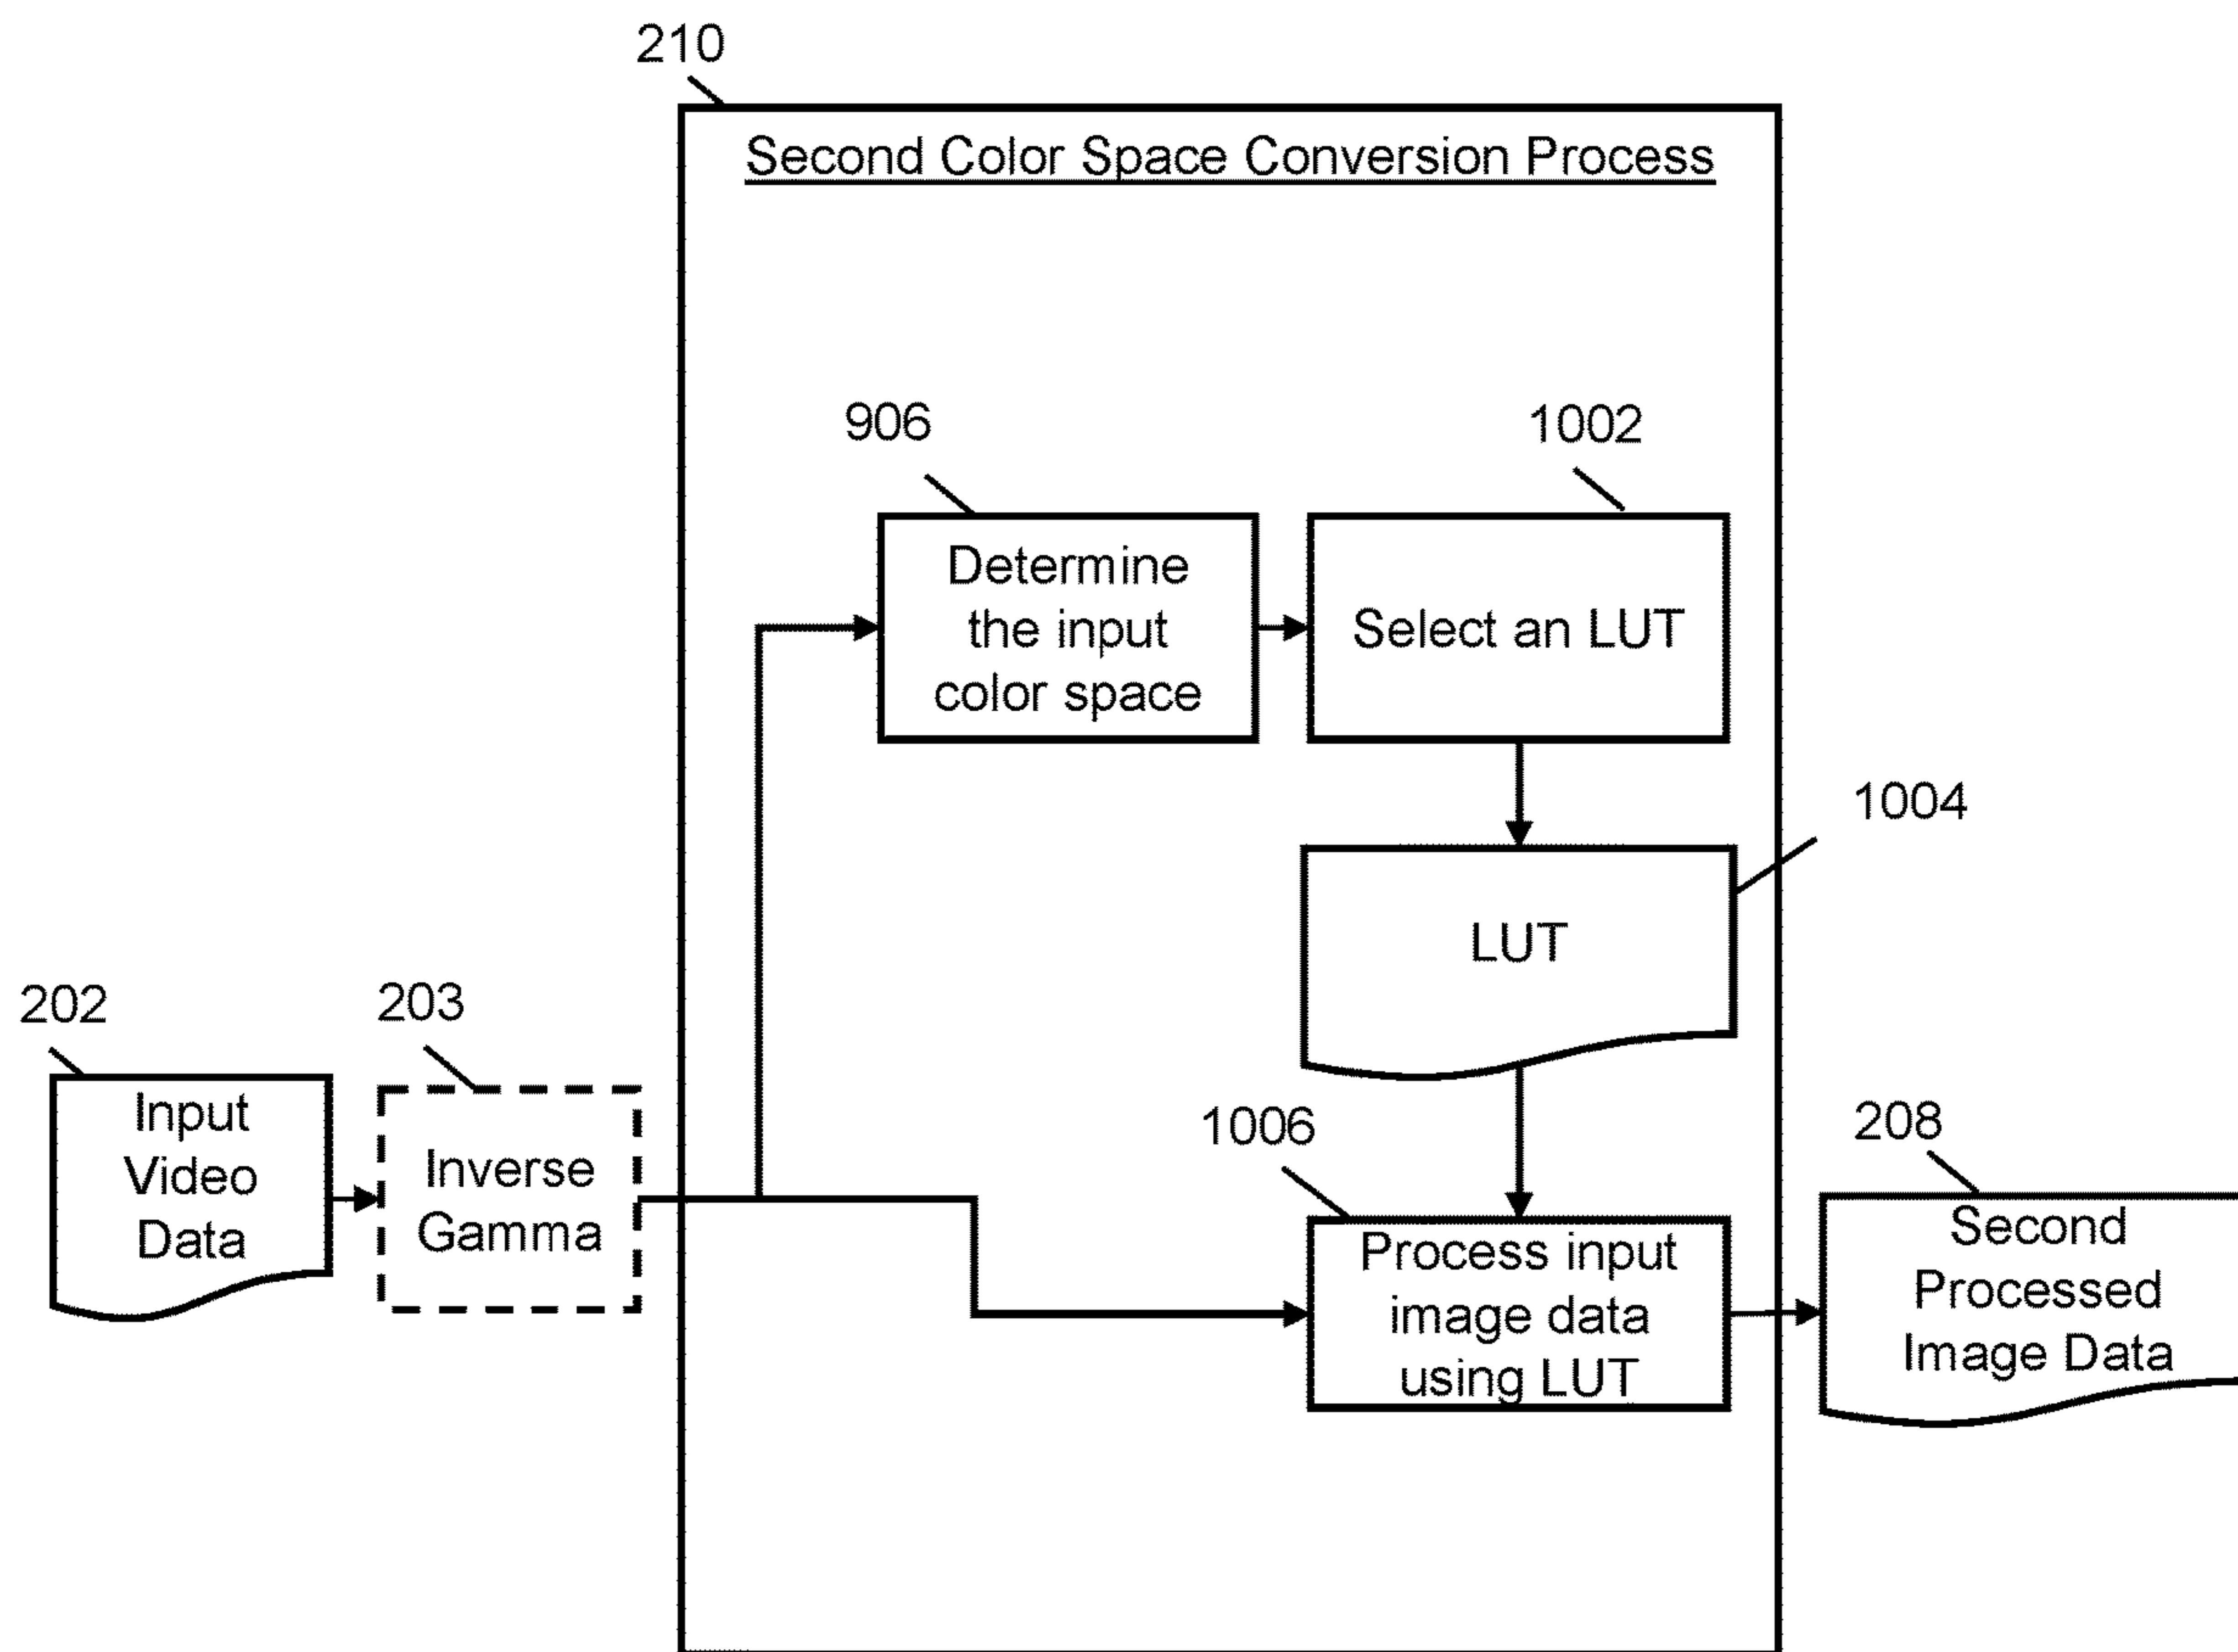 210
Second Color Space Conversion Process
906
1002
Determine
the input
color space
Select an LUT
1004
LUT
202
203
Input
Video
Data
Inverse
Gamma
1006
208
Process input
image data
using LUT
Second
Processed
Image Data